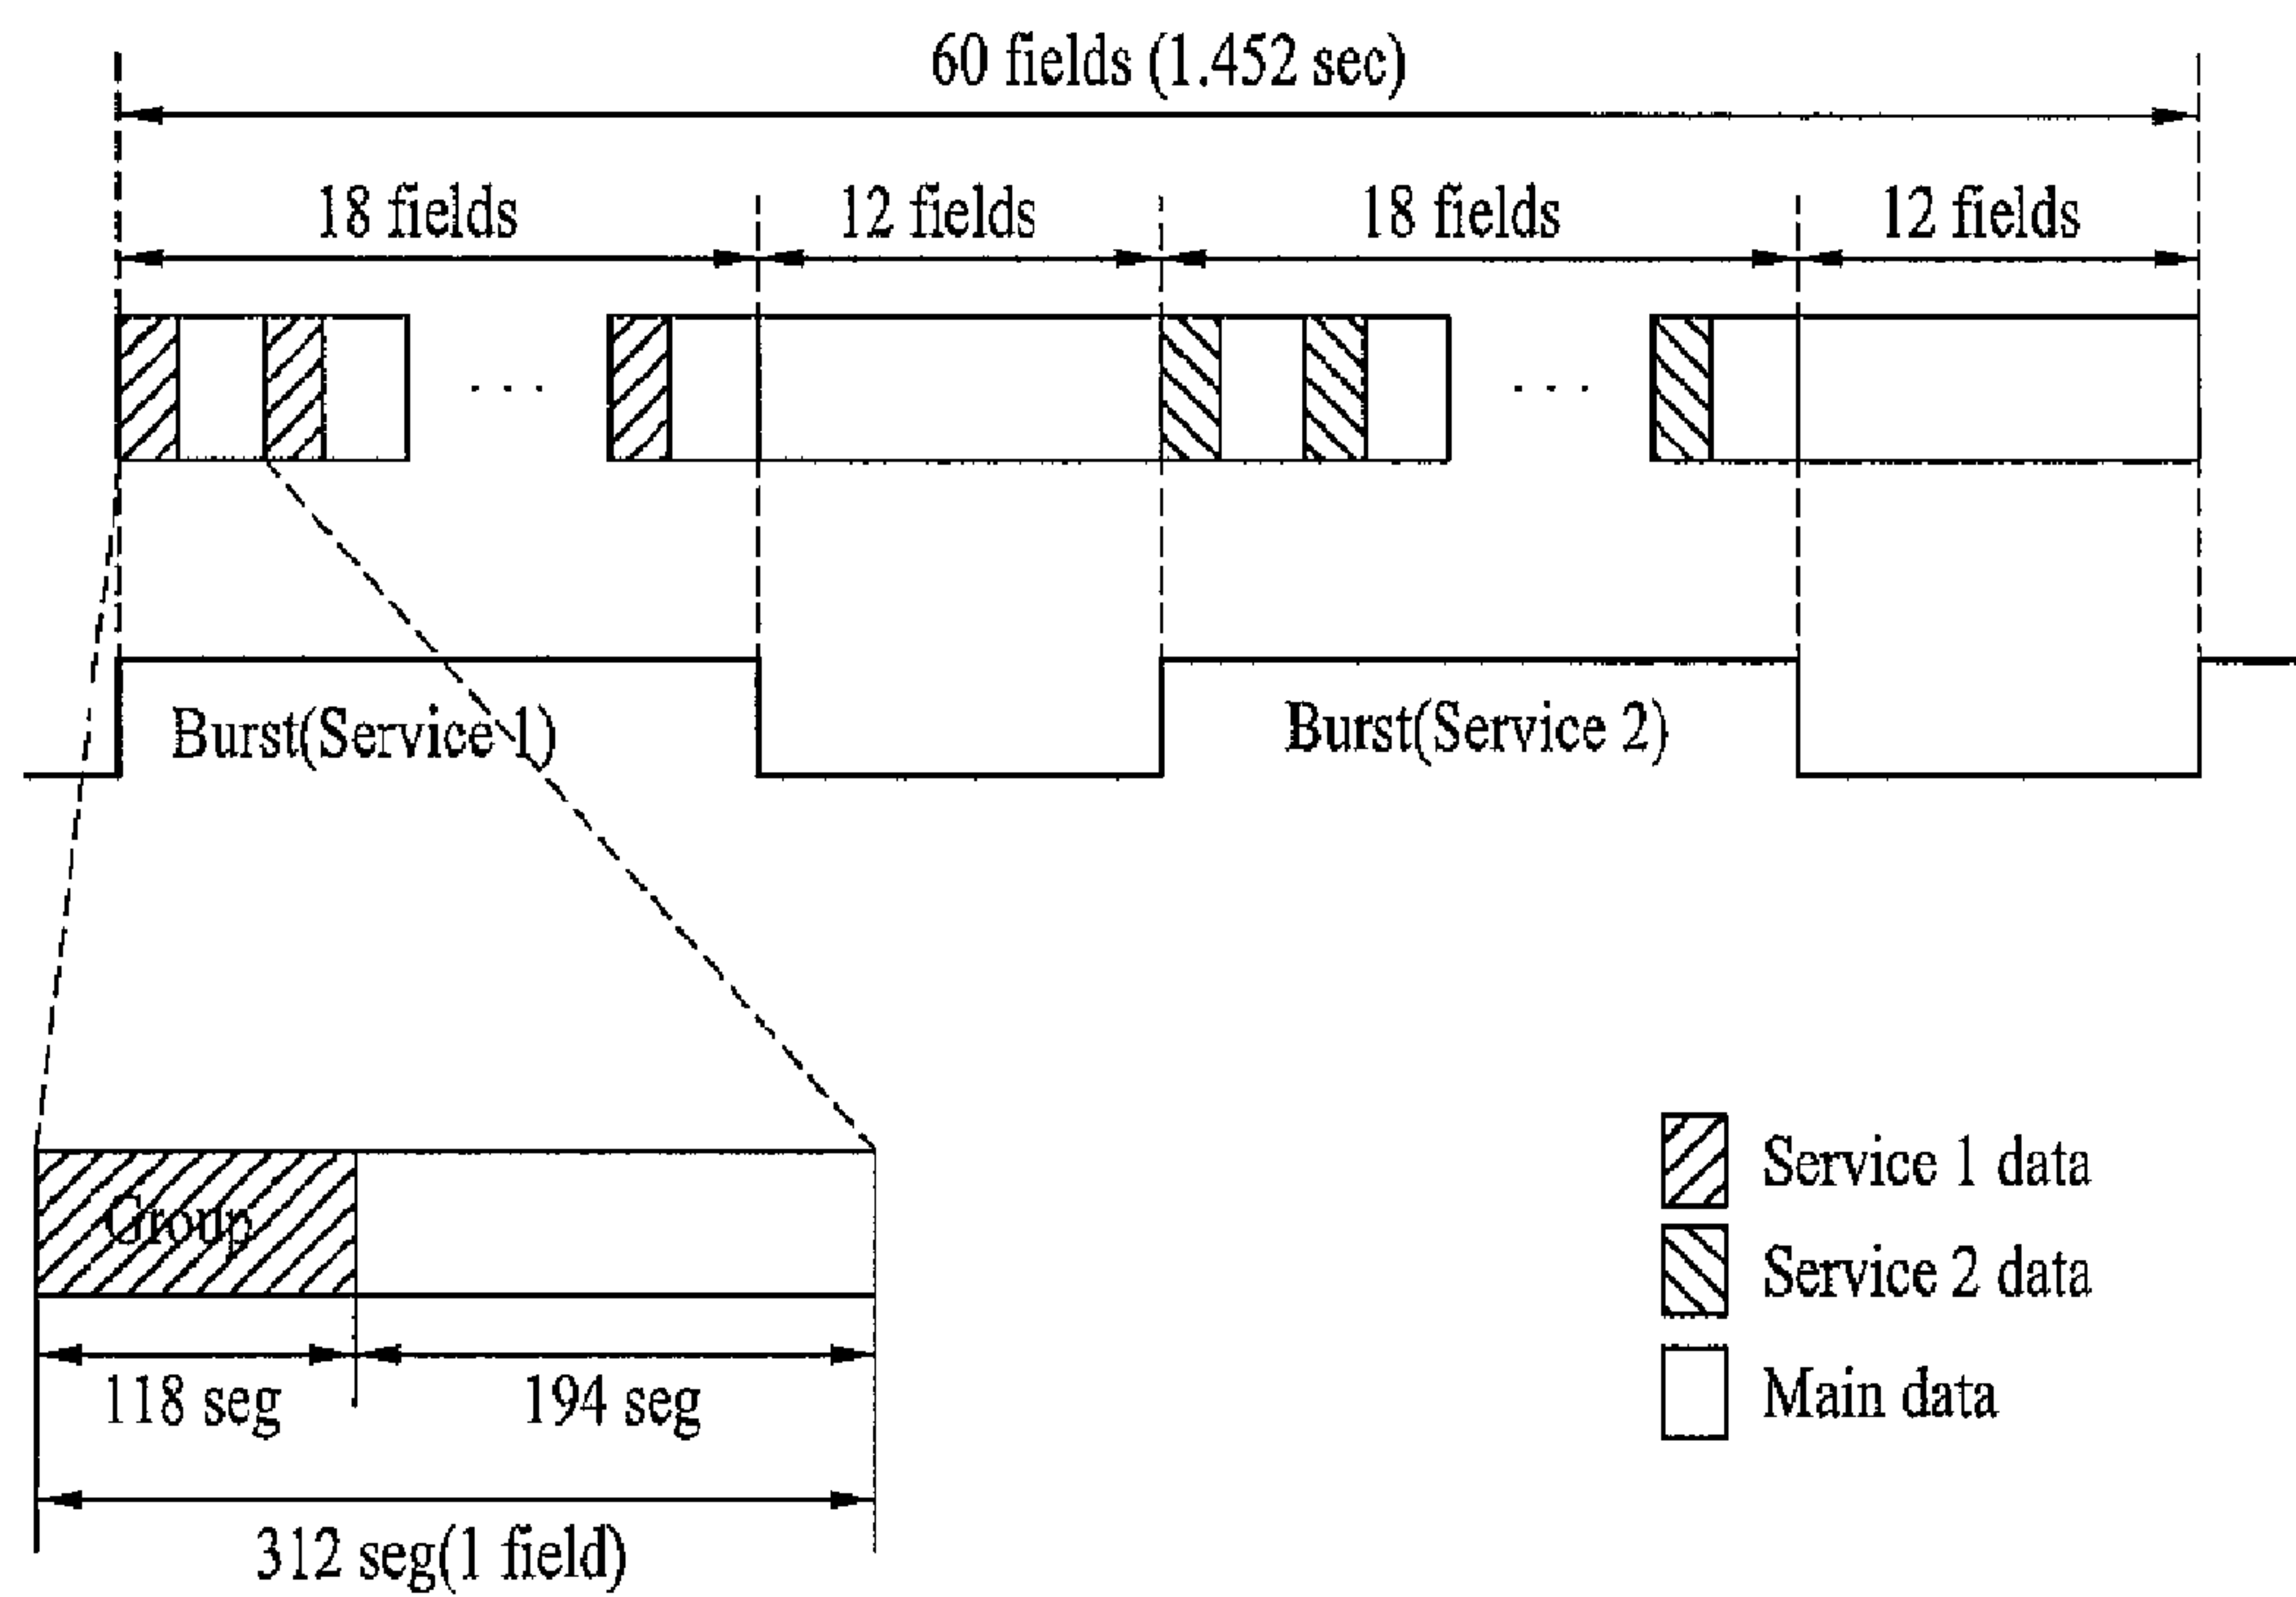 60 fields (1.452 sec)
18 fields
12 fields
18 fields
12 fields
. . .
. . .
Burst(Service 1)
Burst(Service 2)
Group
118 seg
194 seg
312 seg(1 field)
Service 1 data
Service 2 data
Main data